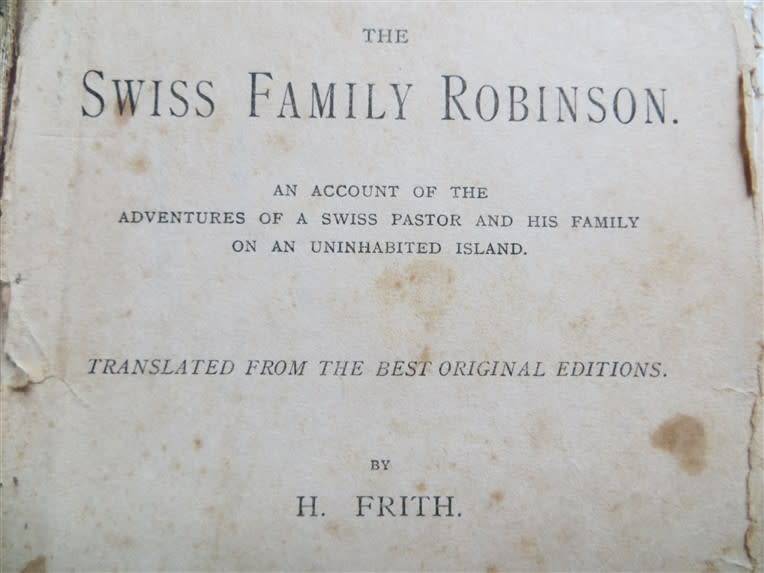 THE
SWISS FAMILY ROBINSON.
AN ACCOUNT OF THE
ADVENTURES OF A SWISS PASTOR AND HIS FAMILY
ON AN UNINHABITED ISLAND.
TRANSLATED FROM THE BEST ORIGINAL EDITIONS.
BY
H. FRITH.